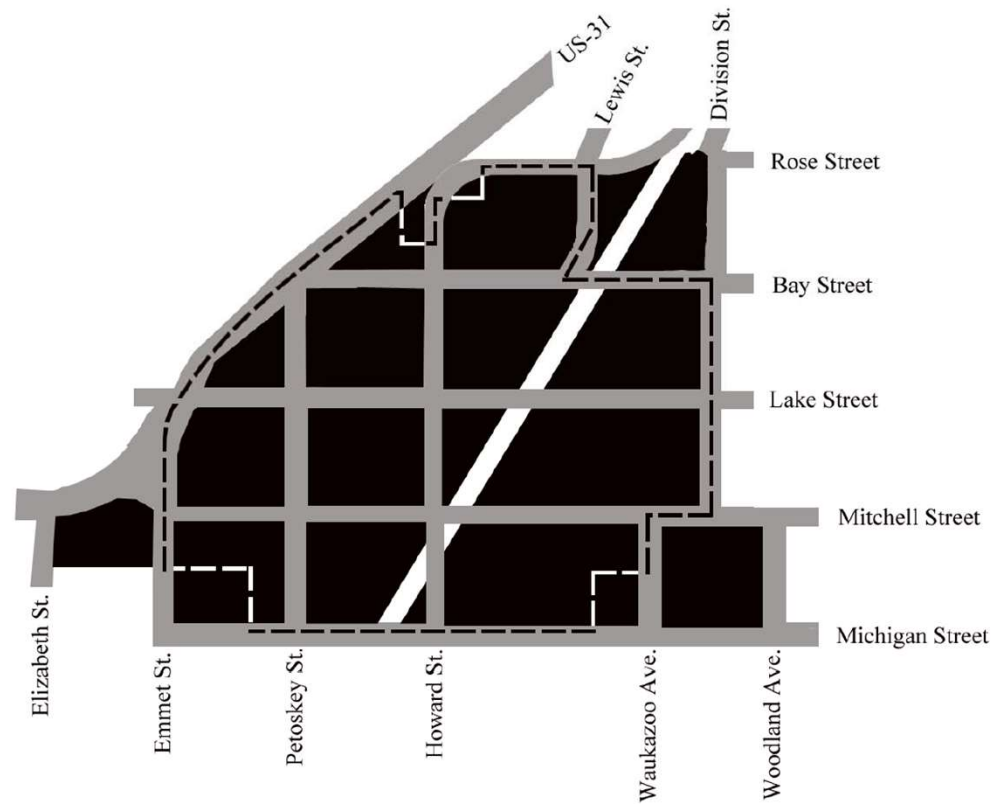 US-31
Lewis St.
Division St.
Rose Street
Bay Street
Lake Street
Mitchell Street
Michigan Street
Elizabeth St.
Emmet St.
Petoskey St.
Howard St.
Waukazoo Ave.
Woodland Ave.